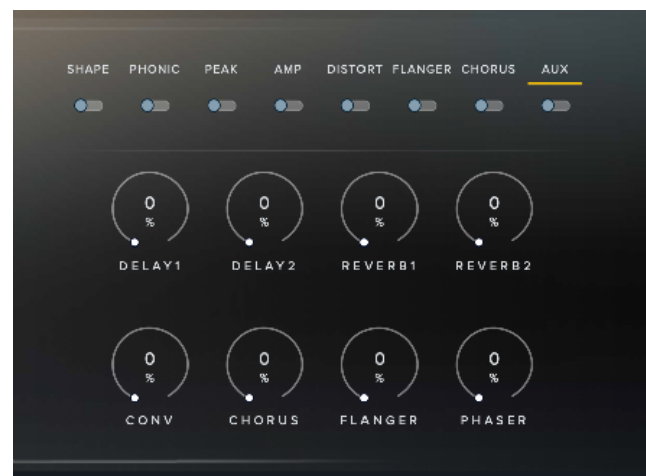 SHAPE PHONIC PEAK AMP DISTORT FLANGER CHORUS AUX
0 0 0 0
% % % %
DELAY1 DELAY2 REVERB1 REVERB2
0 0 0 0
% % % %
CONV CHORUS FLANGER PHASER